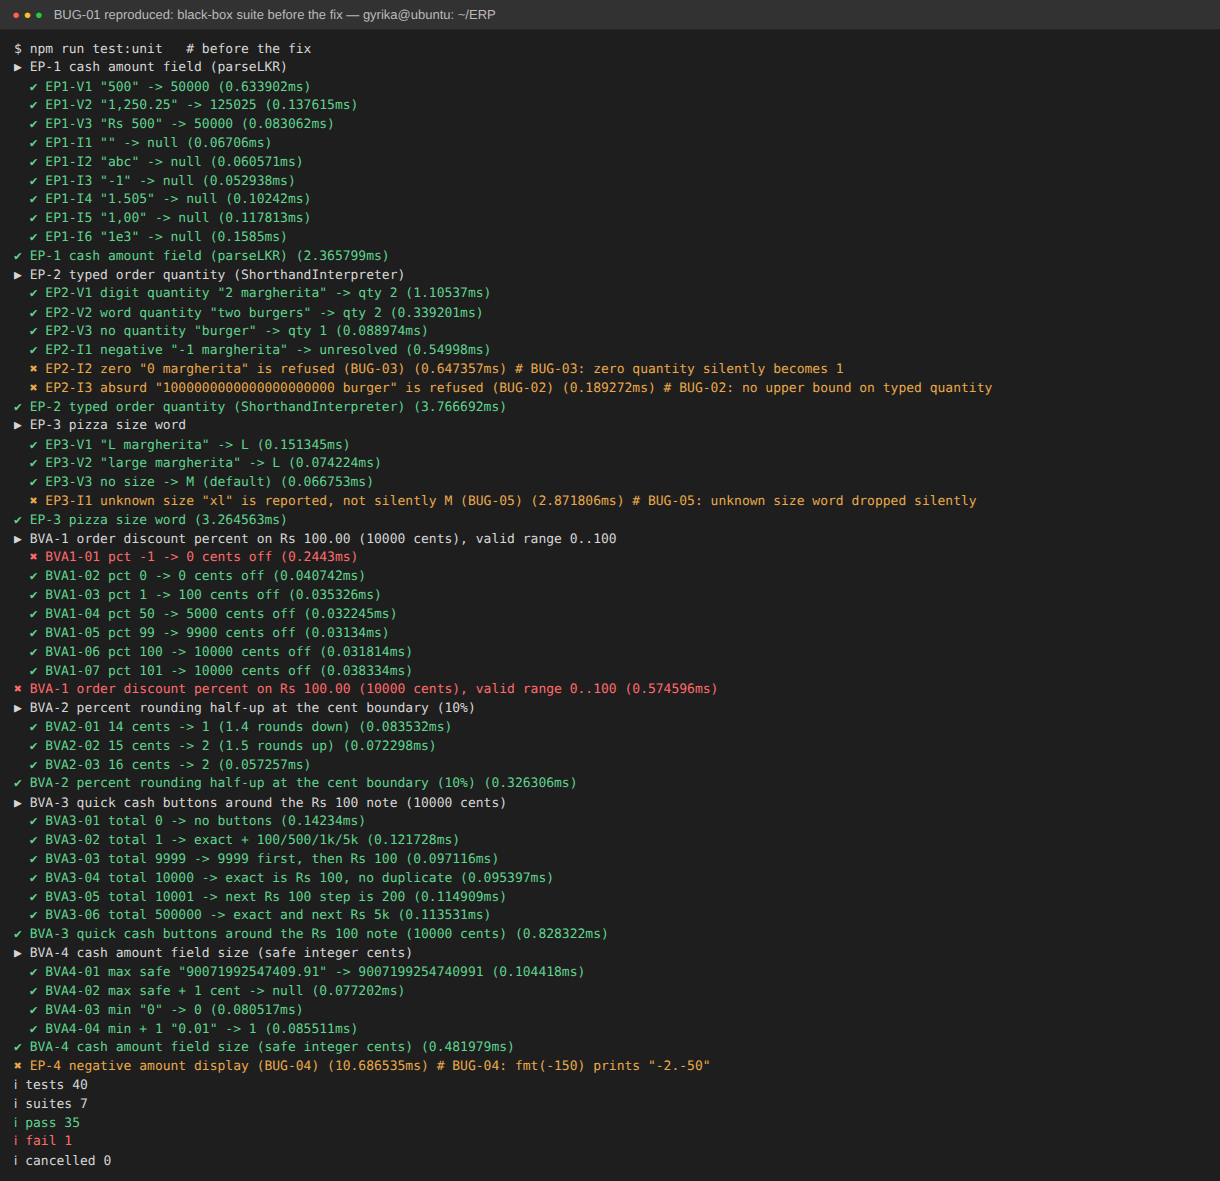 BUG-01 reproduced: black-box suite before the fix — gyrika@ubuntu: ~/ERP
$ npm run test:unit   # before the fix
▶ EP-1 cash amount field (parseLKR)
✔ EP1-V1 "500" -> 50000 (0.633902ms)
✔ EP1-V2 "1,250.25" -> 125025 (0.137615ms)
✔ EP1-V3 "Rs 500" -> 50000 (0.083062ms)
✔ EP1-I1 "" -> null (0.06706ms)
✔ EP1-I2 "abc" -> null (0.060571ms)
✔ EP1-I3 "-1" -> null (0.052938ms)
✔ EP1-I4 "1.505" -> null (0.10242ms)
✔ EP1-I5 "1,00" -> null (0.117813ms)
✔ EP1-I6 "1e3" -> null (0.1585ms)
✔ EP-1 cash amount field (parseLKR) (2.365799ms)
▶ EP-2 typed order quantity (ShorthandInterpreter)
✔ EP2-V1 digit quantity "2 margherita" -> qty 2 (1.10537ms)
✔ EP2-V2 word quantity "two burgers" -> qty 2 (0.339201ms)
✔ EP2-V3 no quantity "burger" -> qty 1 (0.088974ms)
✔ EP2-I1 negative "-1 margherita" -> unresolved (0.54998ms)
✖ EP2-I2 zero "0 margherita" is refused (BUG-03) (0.647357ms) # BUG-03: zero quantity silently becomes 1
✖ EP2-I3 absurd "1000000000000000000000 burger" is refused (BUG-02) (0.189272ms) # BUG-02: no upper bound on typed quantity
✔ EP-2 typed order quantity (ShorthandInterpreter) (3.766692ms)
▶ EP-3 pizza size word
✔ EP3-V1 "L margherita" -> L (0.151345ms)
✔ EP3-V2 "large margherita" -> L (0.074224ms)
✔ EP3-V3 no size -> M (default) (0.066753ms)
✖ EP3-I1 unknown size "xl" is reported, not silently M (BUG-05) (2.871806ms) # BUG-05: unknown size word dropped silently
✔ EP-3 pizza size word (3.264563ms)
▶ BVA-1 order discount percent on Rs 100.00 (10000 cents), valid range 0..100
✖ BVA1-01 pct -1 -> 0 cents off (0.2443ms)
✔ BVA1-02 pct 0 -> 0 cents off (0.040742ms)
✔ BVA1-03 pct 1 -> 100 cents off (0.035326ms)
✔ BVA1-04 pct 50 -> 5000 cents off (0.032245ms)
✔ BVA1-05 pct 99 -> 9900 cents off (0.03134ms)
✔ BVA1-06 pct 100 -> 10000 cents off (0.031814ms)
✔ BVA1-07 pct 101 -> 10000 cents off (0.038334ms)
✖ BVA-1 order discount percent on Rs 100.00 (10000 cents), valid range 0..100 (0.574596ms)
▶ BVA-2 percent rounding half-up at the cent boundary (10%)
✔ BVA2-01 14 cents -> 1 (1.4 rounds down) (0.083532ms)
✔ BVA2-02 15 cents -> 2 (1.5 rounds up) (0.072298ms)
✔ BVA2-03 16 cents -> 2 (0.057257ms)
✔ BVA-2 percent rounding half-up at the cent boundary (10%) (0.326306ms)
▶ BVA-3 quick cash buttons around the Rs 100 note (10000 cents)
✔ BVA3-01 total 0 -> no buttons (0.14234ms)
✔ BVA3-02 total 1 -> exact + 100/500/1k/5k (0.121728ms)
✔ BVA3-03 total 9999 -> 9999 first, then Rs 100 (0.097116ms)
✔ BVA3-04 total 10000 -> exact is Rs 100, no duplicate (0.095397ms)
✔ BVA3-05 total 10001 -> next Rs 100 step is 200 (0.114909ms)
✔ BVA3-06 total 500000 -> exact and next Rs 5k (0.113531ms)
✔ BVA-3 quick cash buttons around the Rs 100 note (10000 cents) (0.828322ms)
▶ BVA-4 cash amount field size (safe integer cents)
✔ BVA4-01 max safe "90071992547409.91" -> 9007199254740991 (0.104418ms)
✔ BVA4-02 max safe + 1 cent -> null (0.077202ms)
✔ BVA4-03 min "0" -> 0 (0.080517ms)
✔ BVA4-04 min + 1 "0.01" -> 1 (0.085511ms)
✔ BVA-4 cash amount field size (safe integer cents) (0.481979ms)
✖ EP-4 negative amount display (BUG-04) (10.686535ms) # BUG-04: fmt(-150) prints "-2.-50"
ℹ tests 40
ℹ suites 7
ℹ pass 35
ℹ fail 1
ℹ cancelled 0